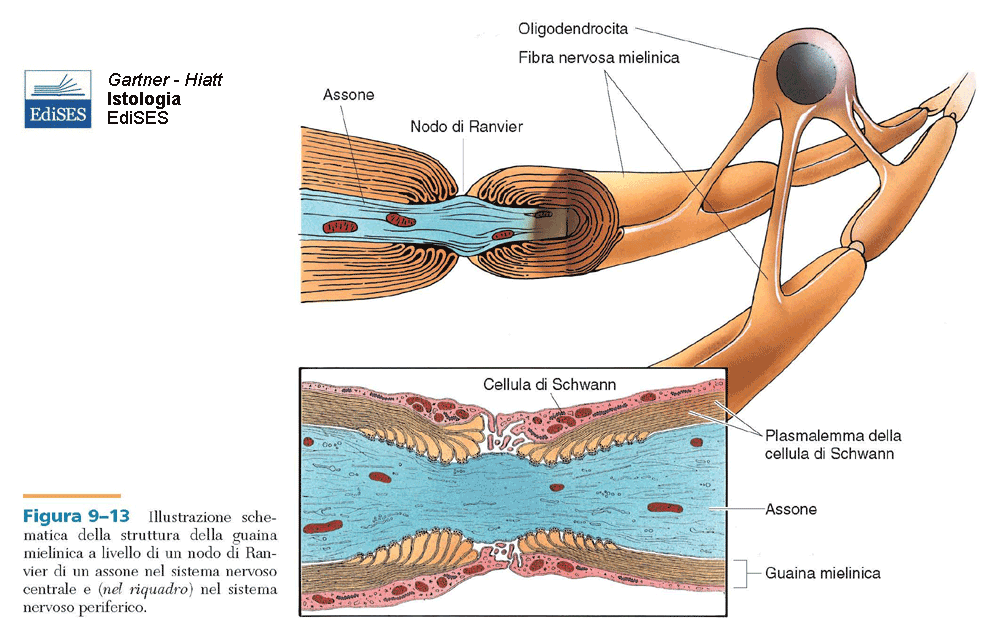 Gartner - Hiatt
Istologia
EdiSES
EdiSES
Oligodendrocita
Fibra nervosa mielinica
Assone
Nodo di Ranvier
Cellula di Schwann
Plasmalemma della
cellula di Schwann
Assone
Guaina mielinica
Figura 9–13 Illustrazione sche-
matica della struttura della guaina
mielinica a livello di un nodo di Ran-
vier di un assone nel sistema nervoso
centrale e (nel riquadro) nel sistema
nervoso periferico.